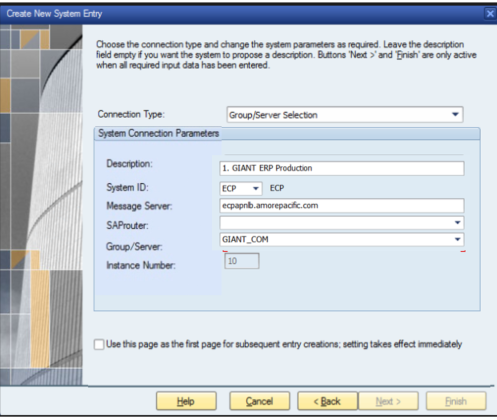 Create New System Entry
Choose the connection type and change the system parameters as required. Leave the description
field empty if you want the system to propose a description. Buttons 'Next >' and 'Finish' are only active
when all required input data has been entered.
Connection Type: Group/Server Selection
System Connection Parameters
Description: 1. GIANT ERP Production
System ID: ECP ECP
Message Server: ecpapnlb.amorepacific.com
SAProuter:
Group/Server: GIANT_COM
Instance Number: 10
Use this page as the first page for subsequent entry creations; setting takes effect immediately
Help Cancel < Back Next > Finish